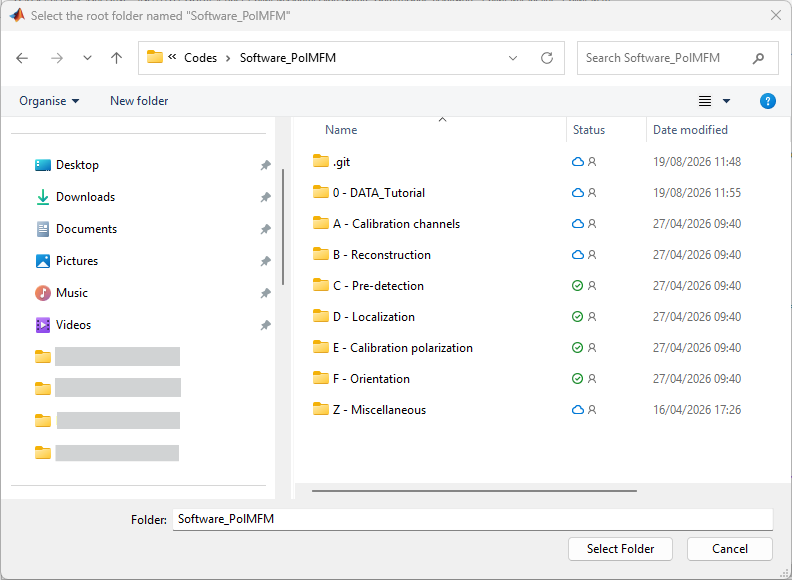 Select the root folder named "Software_PolMFM"
« Codes › Software_PolMFM
Search Software_PolMFM
Organise
New folder
?
Name
Status
Date modified
Desktop
Downloads
Documents
Pictures
Music
Videos
.git 19/08/2026 11:48
0 - DATA_Tutorial 19/08/2026 11:55
A - Calibration channels 27/04/2026 09:40
B - Reconstruction 27/04/2026 09:40
C - Pre-detection 27/04/2026 09:40
D - Localization 27/04/2026 09:40
E - Calibration polarization 27/04/2026 09:40
F - Orientation 27/04/2026 09:40
Z - Miscellaneous 16/04/2026 17:26
Folder: Software_PolMFM
Select Folder
Cancel